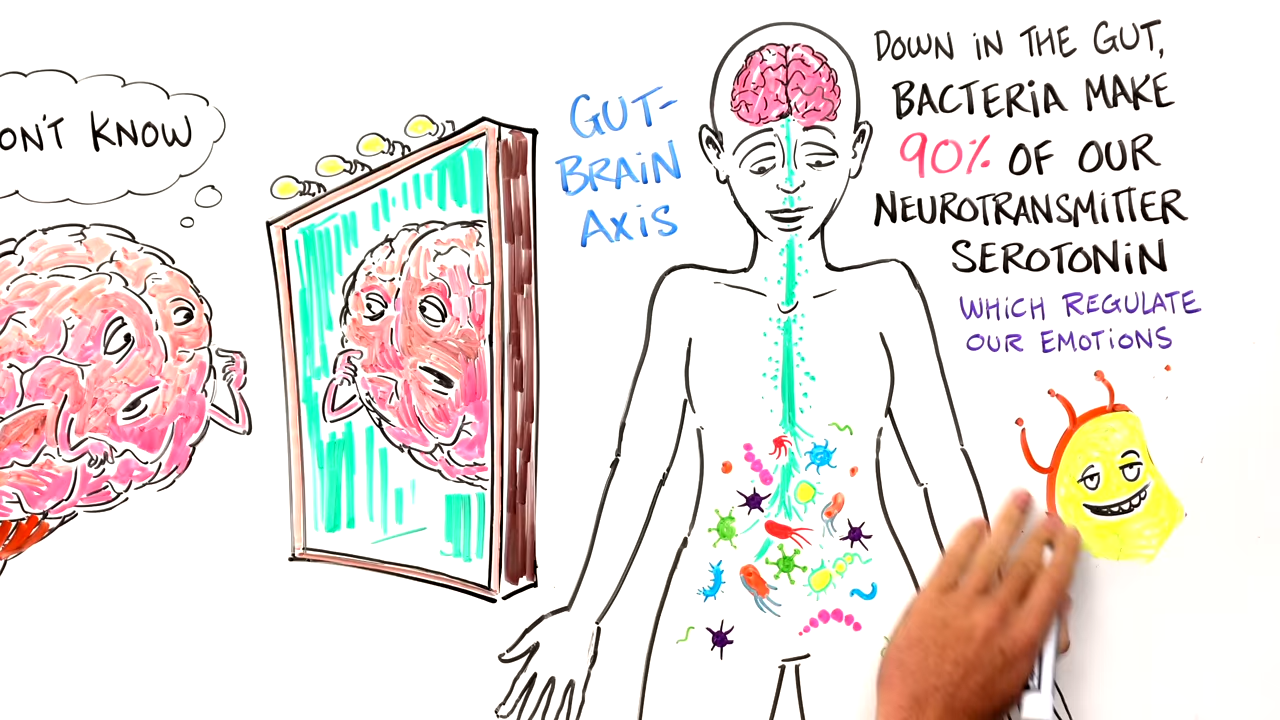 ON'T KNOW
GUT-
BRAIN
AXIS
DOWN IN THE GUT,
BACTERIA MAKE
90% OF OUR
NEUROTRANSMITTER
SEROTONIN
WHICH REGULATE
OUR EMOTIONS